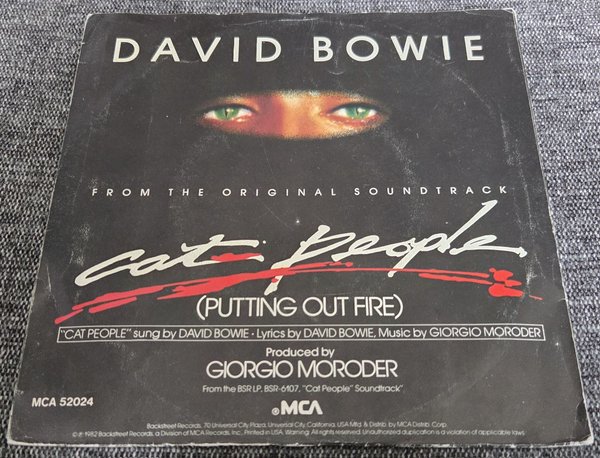 DAVID BOWIE
FROM THE ORIGINAL SOUNDTRACK
cat people
(PUTTING OUT FIRE)
"CAT PEOPLE" sung by DAVID BOWIE • Lyrics by DAVID BOWIE, Music by GIORGIO MORODER
Produced by
GIORGIO MORODER
From the BSR LP, BSR-6107, "Cat People" Soundtrack"
MCA 52024
®MCA
Backstreet Records, 70 Universal City Plaza, Universal City, California. USA Mfd. & Distrib. by MCA Distrib. Corp.
©℗ 1982 Backstreet Records, a Division of MCA Records, Inc., Printed in USA. Warning: All rights reserved. Unauthorized duplication is a violation of applicable laws.